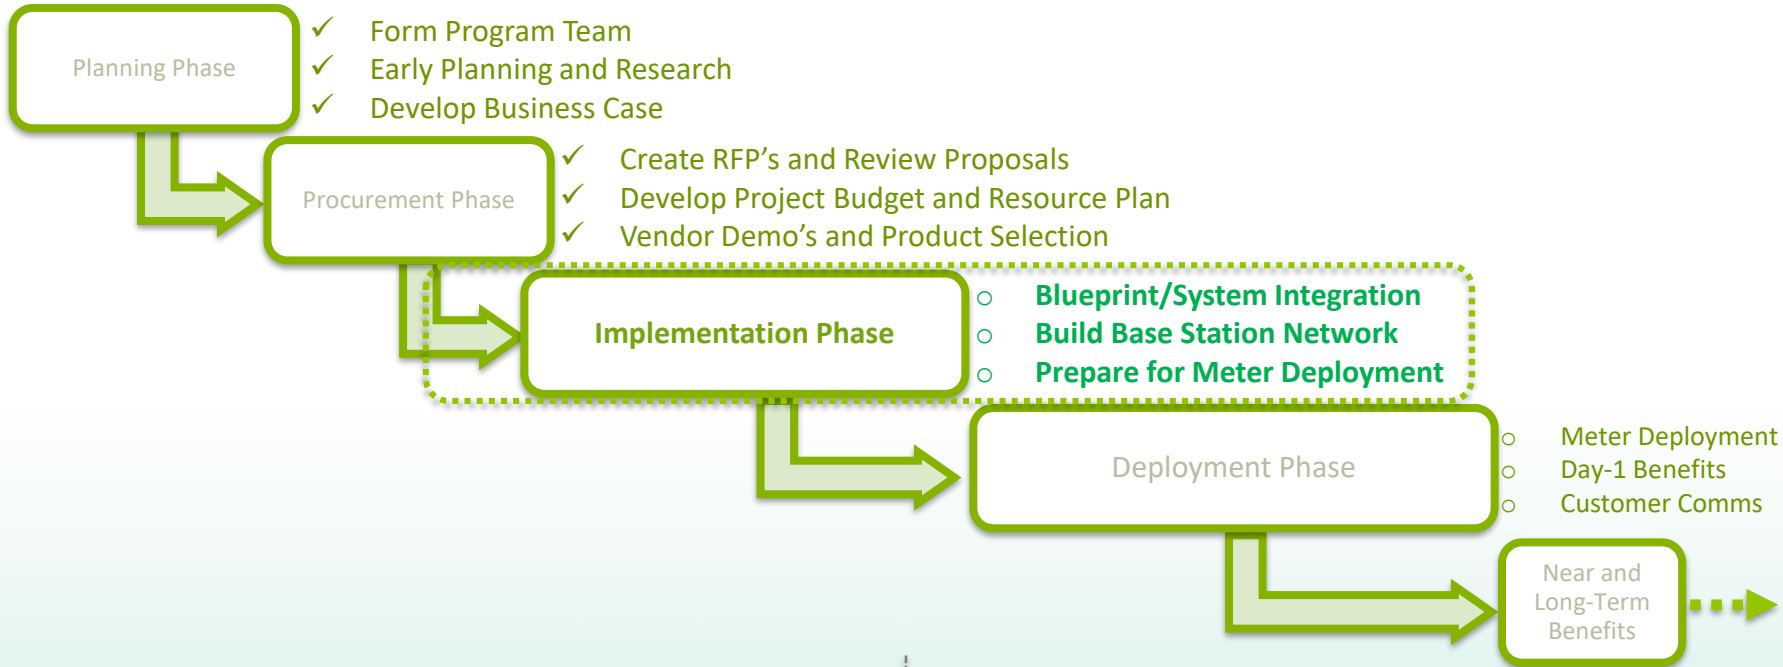 Planning Phase
✓ Form Program Team
✓ Early Planning and Research
✓ Develop Business Case
Procurement Phase
✓ Create RFP's and Review Proposals
✓ Develop Project Budget and Resource Plan
✓ Vendor Demo's and Product Selection
Implementation Phase
o Blueprint/System Integration
o Build Base Station Network
o Prepare for Meter Deployment
Deployment Phase
o Meter Deployment
o Day-1 Benefits
o Customer Comms
Near and
Long-Term
Benefits